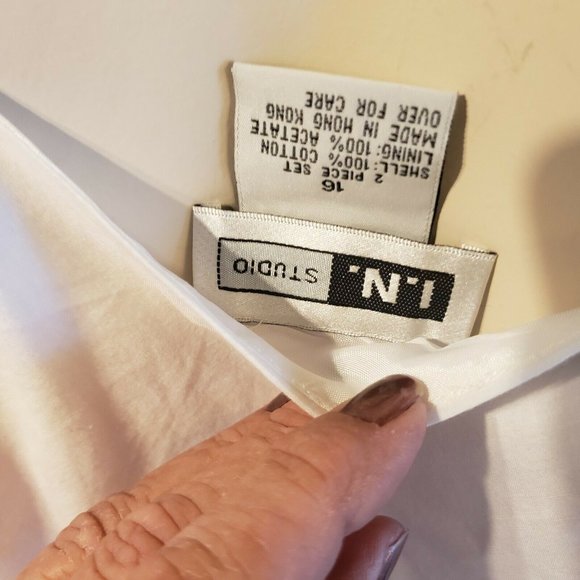 I.N.
STUDIO
16
2 PIECE SET
SHELL: 100% COTTON
LINING: 100% ACETATE
MADE IN HONG KONG
OVER FOR CARE